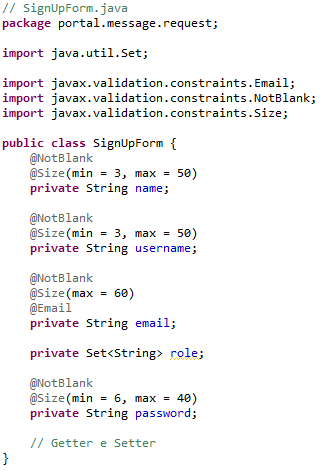 // SignUpForm.java
package portal.message.request;
import java.util.Set;
import javax.validation.constraints.Email;
import javax.validation.constraints.NotBlank;
import javax.validation.constraints.Size;
public class SignUpForm {
@NotBlank
@Size(min = 3, max = 50)
private String name;
@NotBlank
@Size(min = 3, max = 50)
private String username;
@NotBlank
@Size(max = 60)
@Email
private String email;
private Set<String> role;
@NotBlank
@Size(min = 6, max = 40)
private String password;
// Getter e Setter
}